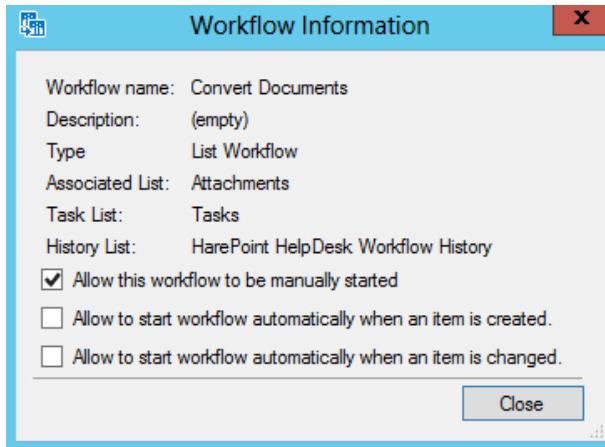 Workflow Information
x
Workflow name: Convert Documents
Description: (empty)
Type List Workflow
Associated List: Attachments
Task List: Tasks
History List: HarePoint HelpDesk Workflow History
Allow this workflow to be manually started
Allow to start workflow automatically when an item is created.
Allow to start workflow automatically when an item is changed.
Close